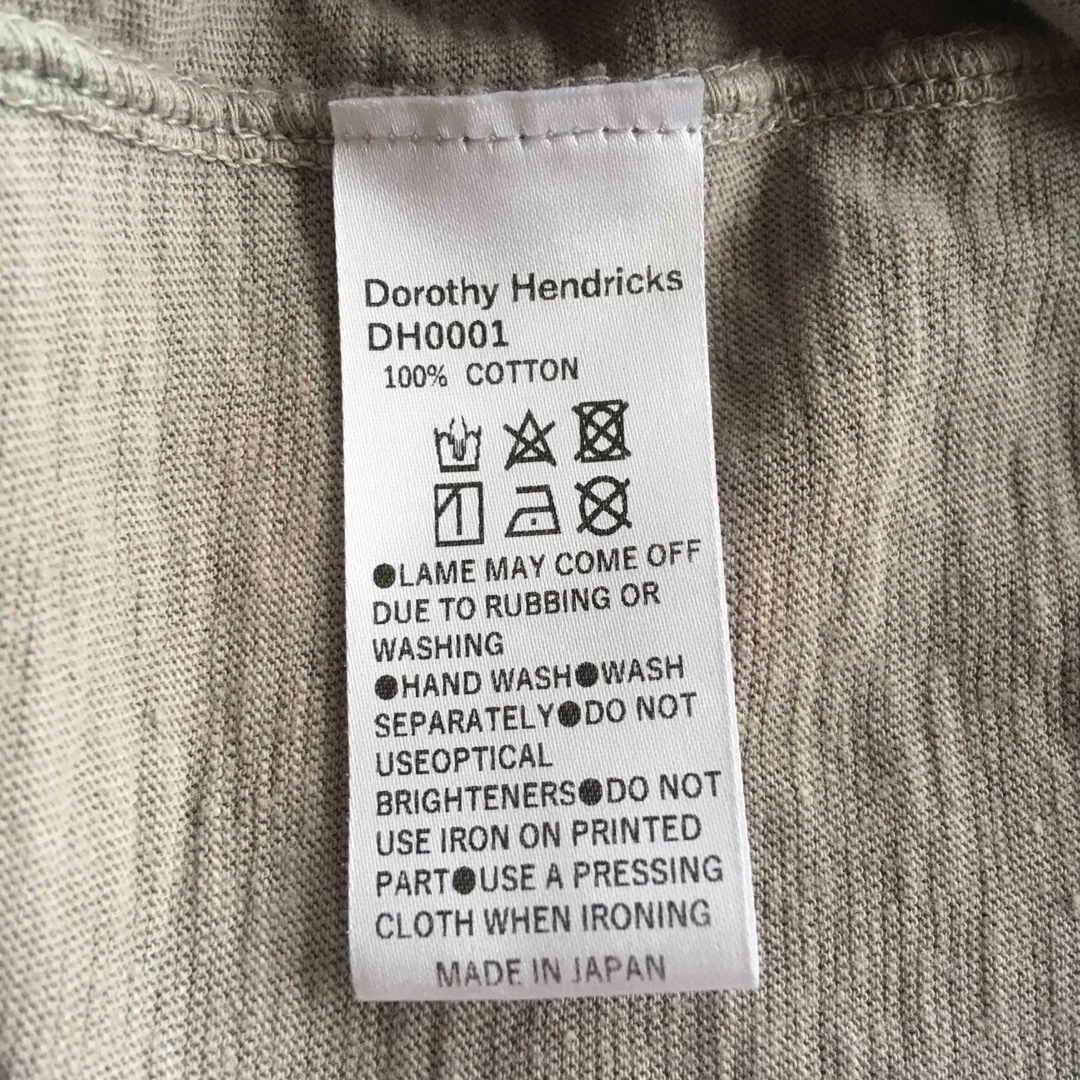 Dorothy Hendricks
DH0001
100% COTTON
●LAME MAY COME OFF
DUE TO RUBBING OR
WASHING
●HAND WASH●WASH
SEPARATELY●DO NOT
USEOPTICAL
BRIGHTENERS●DO NOT
USE IRON ON PRINTED
PART●USE A PRESSING
CLOTH WHEN IRONING
MADE IN JAPAN